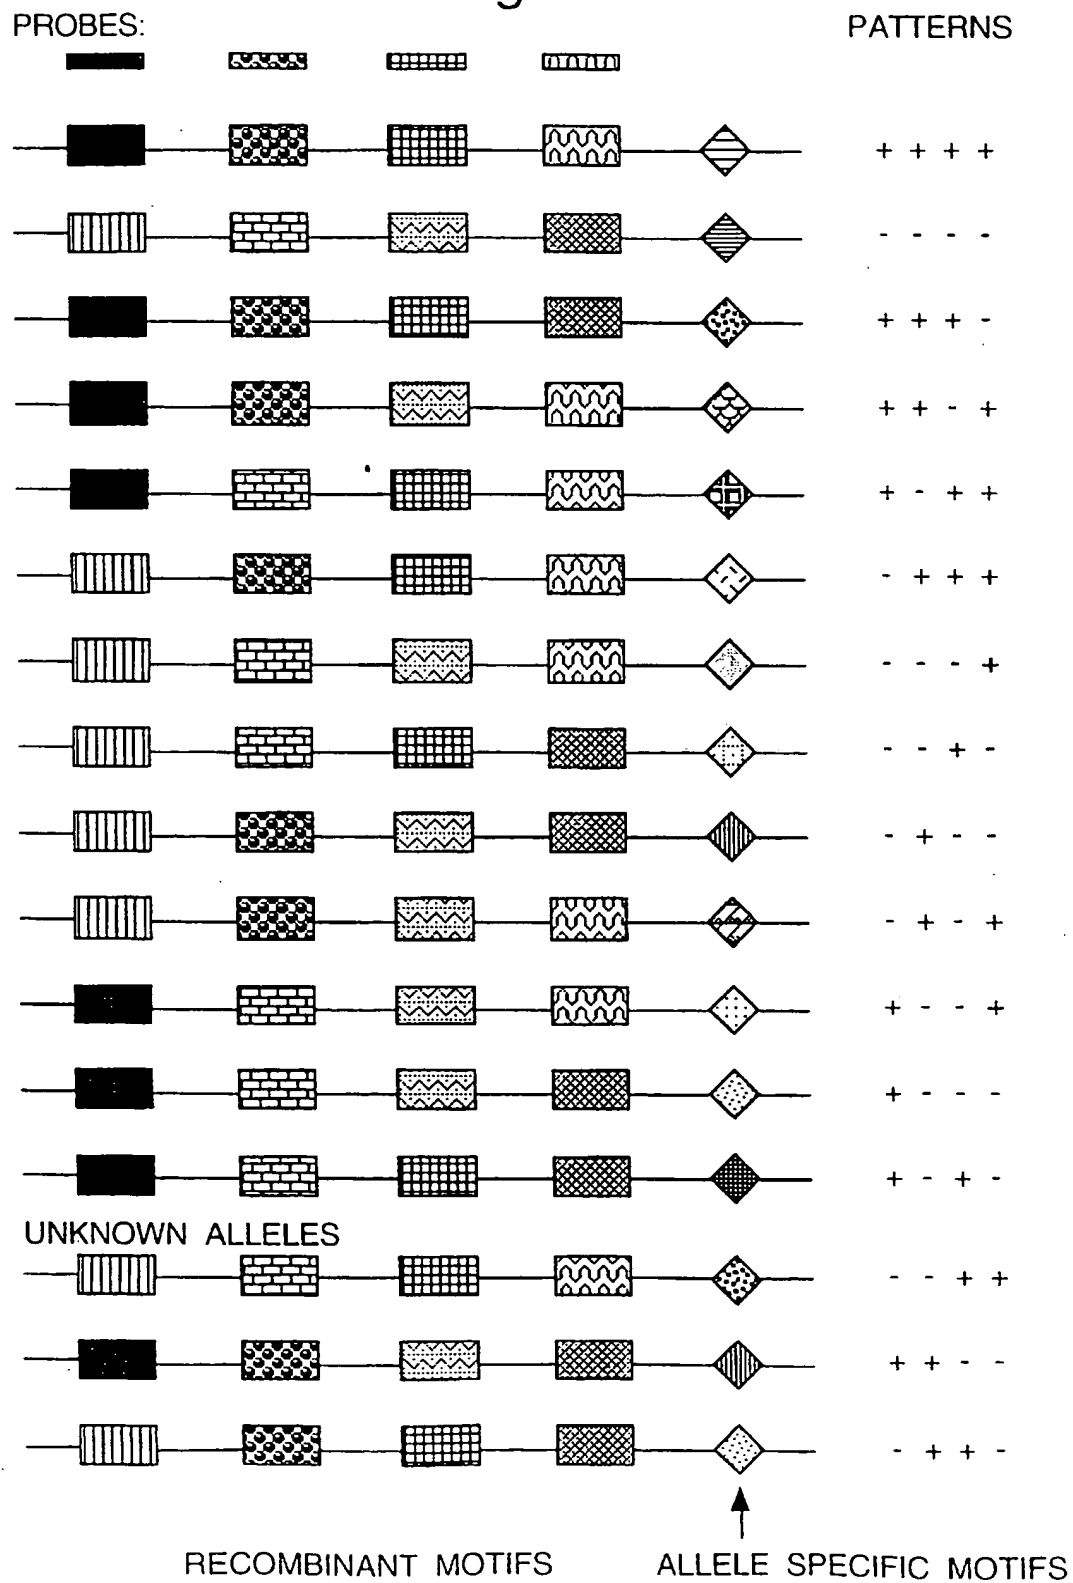 PROBES: PATTERNS
+ + + +
- - - -
+ + + -
+ + - +
+ - + +
- + + +
- - - +
- - + -
- + - -
- + - +
+ - - +
+ - - -
+ - + -
UNKNOWN ALLELES
- - + +
+ + - -
- + + -
RECOMBINANT MOTIFS ALLELE SPECIFIC MOTIFS